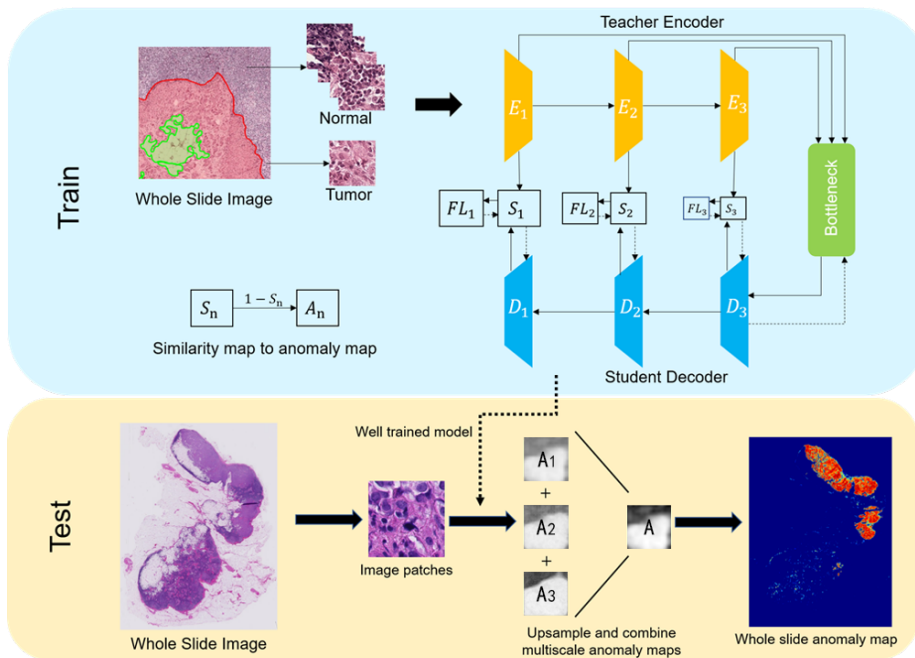 Train
Whole Slide Image
Normal
Tumor
Teacher Encoder
E₁
E₂
E₃
FL₁
S₁
FL₂
S₂
FL₃
S₃
Bottleneck
D₁
D₂
D₃
Student Decoder
Sₙ
1 − Sₙ
Aₙ
Similarity map to anomaly map
Test
Whole Slide Image
Well trained model
Image patches
A1
+
A2
+
A3
A
Upsample and combine
multiscale anomaly maps
Whole slide anomaly map